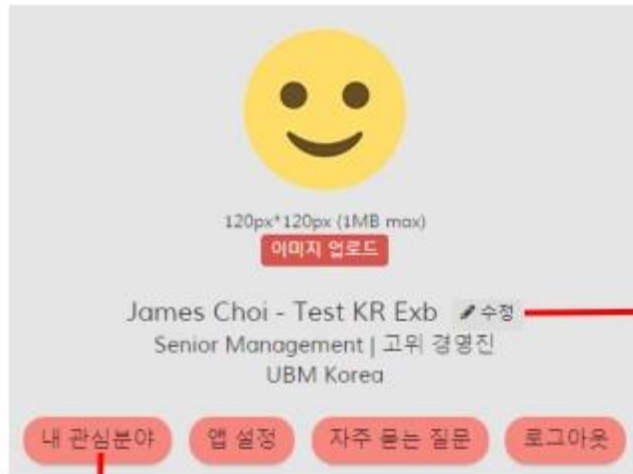 120px*120px (1MB max)
이미지 업로드
James Choi - Test KR Exb 수정
Senior Management | 고위 경영진
UBM Korea
내 관심분야 앱 설정 자주 묻는 질문 로그아웃